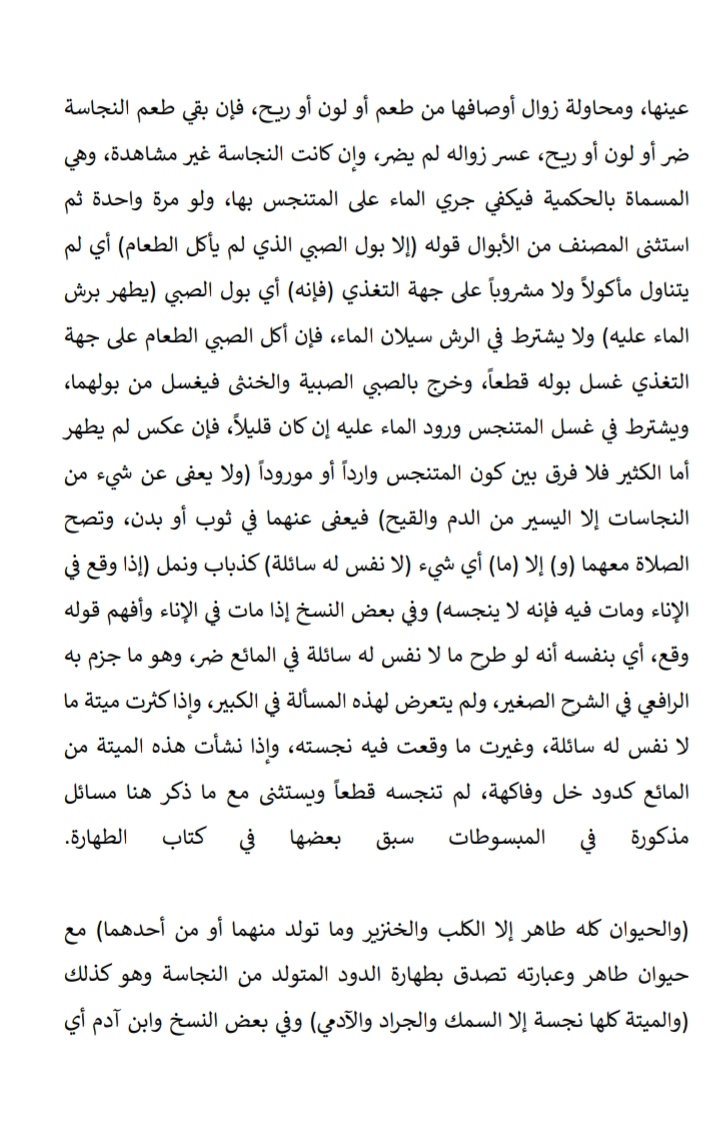 عينها، ومحاولة زوال أوصافها من طعم أو لون أو ريح، فإن بقي طعم النجاسة
ضر أو لون أو ريح، عسر زواله لم يضر، وإن كانت النجاسة غير مشاهدة، وهي
المسماة بالحكمية فيكفي جري الماء على المتنجس بها، ولو مرة واحدة ثم
استثنى المصنف من الأبوال قوله (إلا بول الصبي الذي لم يأكل الطعام) أي لم
يتناول مأكولاً ولا مشروباً على جهة التغذي (فإنه) أي بول الصبي (يطهر برش
الماء عليه) ولا يشترط في الرش سيلان الماء، فإن أكل الصبي الطعام على جهة
التغذي غسل بوله قطعاً، وخرج بالصبي الصبية والخنثى فيغسل من بولهما،
ويشترط في غسل المتنجس ورود الماء عليه إن كان قليلاً، فإن عكس لم يطهر
أما الكثير فلا فرق بين كون المتنجس وارداً أو موروداً (ولا يعفى عن شيء من
النجاسات إلا اليسير من الدم والقيح) فيعفى عنهما في ثوب أو بدن، وتصح
الصلاة معهما (و) إلا (ما) أي شيء (لا نفس له سائلة) كذباب ونمل (إذا وقع في
الإناء ومات فيه فإنه لا ينجسه) وفي بعض النسخ إذا مات في الإناء وأفهم قوله
وقع، أي بنفسه أنه لو طرح ما لا نفس له سائلة في المائع ضر، وهو ما جزم به
الرافعي في الشرح الصغير، ولم يتعرض لهذه المسألة في الكبير، وإذا كثرت ميتة ما
لا نفس له سائلة، وغيرت ما وقعت فيه نجسته، وإذا نشأت هذه الميتة من
المائع كدود خل وفاكهة، لم تنجسه قطعاً ويستثنى مع ما ذكر هنا مسائل
مذكورة في المبسوطات سبق بعضها في كتاب الطهارة.
(والحيوان كله طاهر إلا الكلب والخنزير وما تولد منهما أو من أحدهما) مع
حيوان طاهر وعبارته تصدق بطهارة الدود المتولد من النجاسة وهو كذلك
(والميتة كلها نجسة إلا السمك والجراد والآدمي) وفي بعض النسخ وابن آدم أي